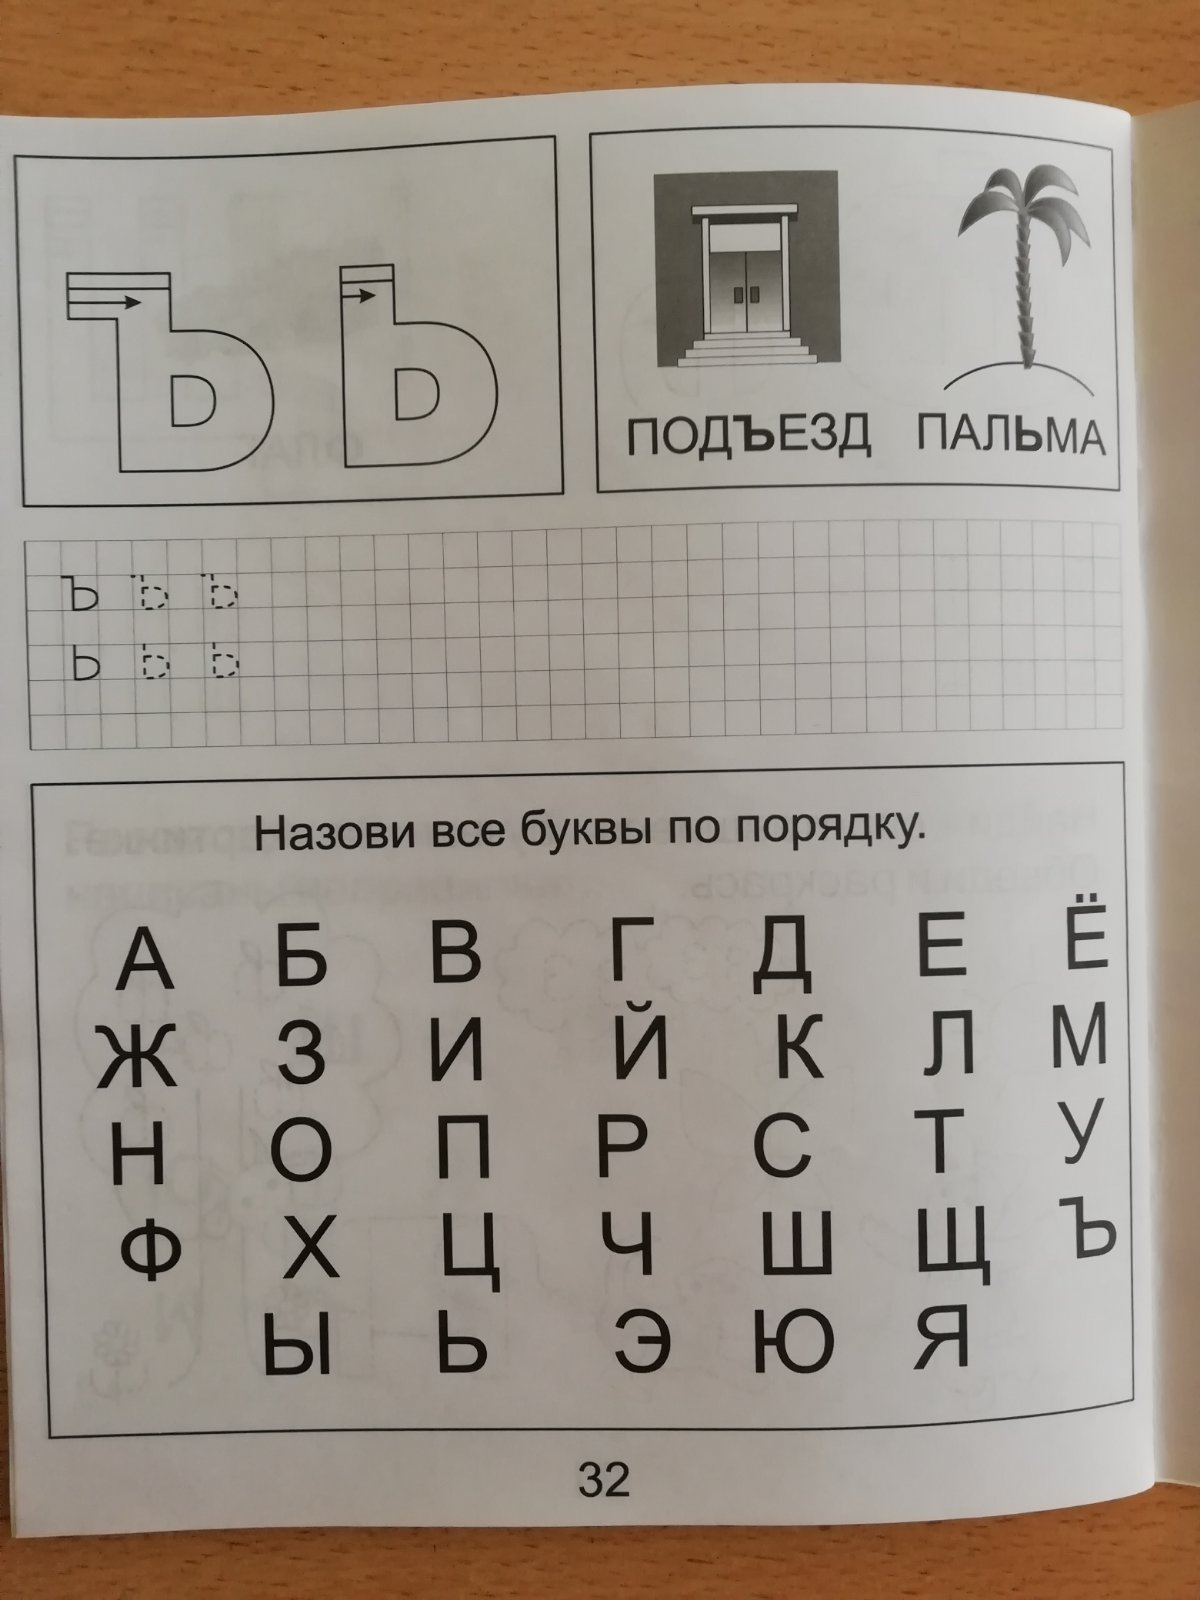 Ъ Ь
ПОДЪЕЗД ПАЛЬМА
Ъ Ъ Ъ
Ь Ь Ь
Назови все буквы по порядку.
А Б В Г Д Е Ё
Ж З И Й К Л М
Н О П Р С Т У
Ф Х Ц Ч Ш Щ Ъ
Ы Ь Э Ю Я
32